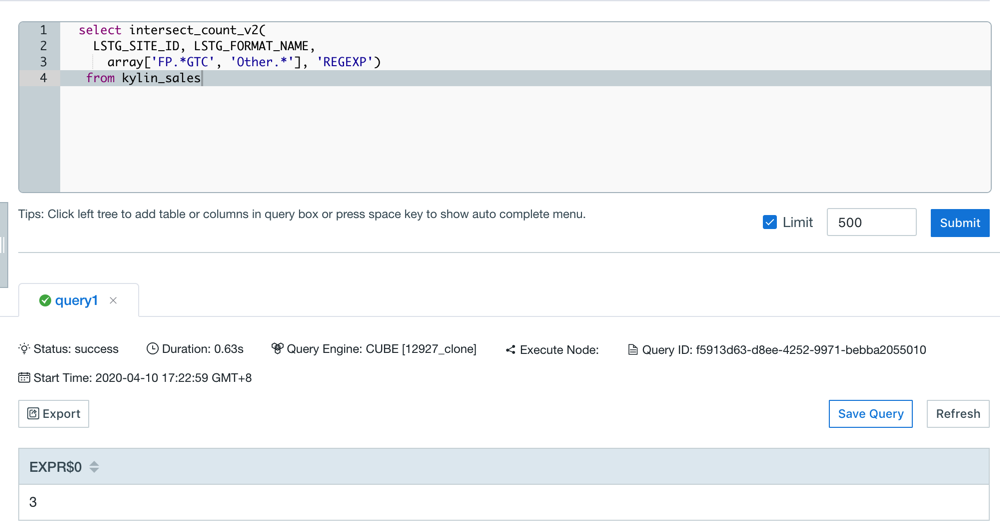 1 select intersect_count_v2(
2 LSTG_SITE_ID, LSTG_FORMAT_NAME,
3 array['FP.*GTC', 'Other.*'], 'REGEXP')
4 from kylin_sales
Tips: Click left tree to add table or columns in query box or press space key to show auto complete menu.
Limit 500 Submit
query1 ×
Status: success Duration: 0.63s Query Engine: CUBE [12927_clone] Execute Node: Query ID: f5913d63-d8ee-4252-9971-bebba2055010
Start Time: 2020-04-10 17:22:59 GMT+8
Export Save Query Refresh
EXPR$0
3